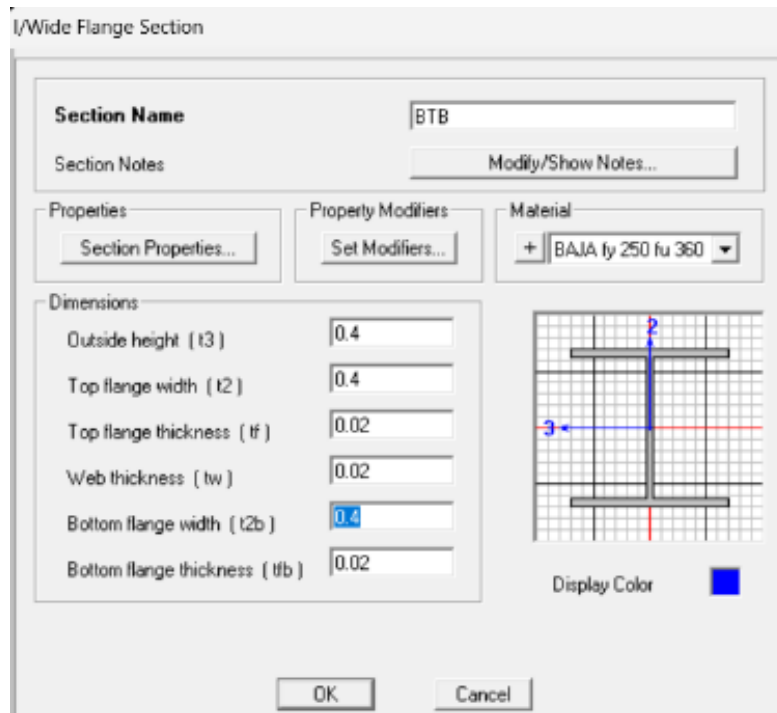 I/Wide Flange Section
Section Name BTB
Section Notes Modify/Show Notes...
Properties Property Modifiers Material
Section Properties... Set Modifiers... + BAJA fy 250 fu 360
Dimensions
Outside height ( t3 ) 0.4
Top flange width ( t2 ) 0.4
Top flange thickness ( tf ) 0.02
Web thickness ( tw ) 0.02
Bottom flange width ( t2b ) 0.4
Bottom flange thickness ( tfb ) 0.02
2
3
Display Color
OK Cancel